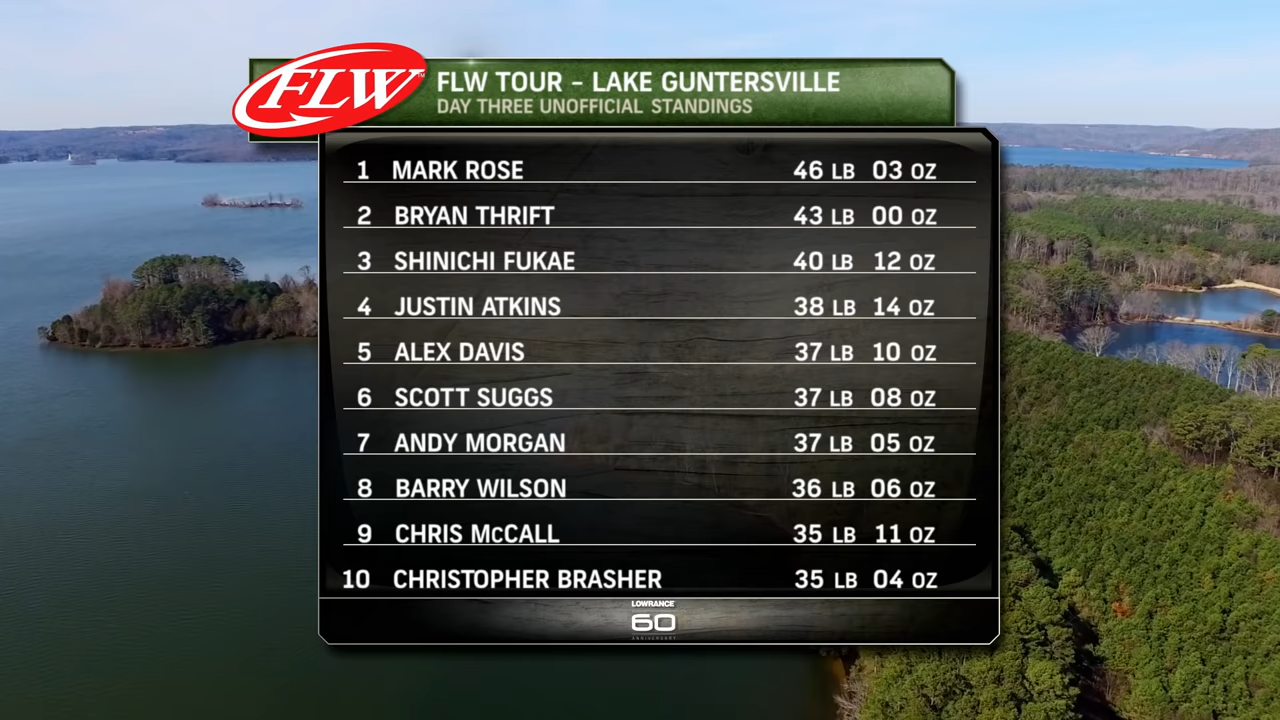 FLW™
FLW TOUR - LAKE GUNTERSVILLE
DAY THREE UNOFFICIAL STANDINGS
1 MARK ROSE 46 LB 03 OZ
2 BRYAN THRIFT 43 LB 00 OZ
3 SHINICHI FUKAE 40 LB 12 OZ
4 JUSTIN ATKINS 38 LB 14 OZ
5 ALEX DAVIS 37 LB 10 OZ
6 SCOTT SUGGS 37 LB 08 OZ
7 ANDY MORGAN 37 LB 05 OZ
8 BARRY WILSON 36 LB 06 OZ
9 CHRIS McCALL 35 LB 11 OZ
10 CHRISTOPHER BRASHER 35 LB 04 OZ
LOWRANCE
60
ANNIVERSARY